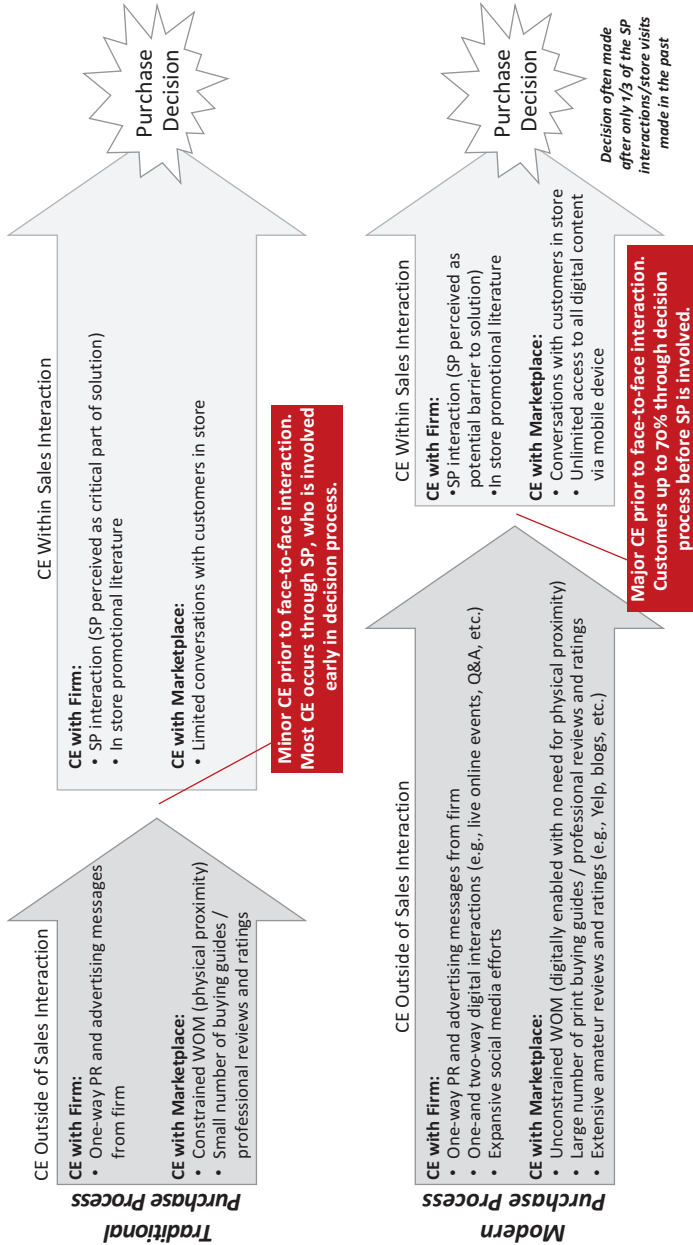 Traditional
Purchase Process
CE Outside of Sales Interaction
CE with Firm:
• One-way PR and advertising messages
from firm
CE with Marketplace:
• Constrained WOM (physical proximity)
• Small number of buying guides /
professional reviews and ratings
CE Within Sales Interaction
CE with Firm:
• SP interaction (SP perceived as critical part of solution)
• In store promotional literature
CE with Marketplace:
• Limited conversations with customers in store
Purchase
Decision
Minor CE prior to face-to-face interaction.
Most CE occurs through SP, who is involved
early in decision process.
Modern
Purchase Process
CE Outside of Sales Interaction
CE with Firm:
• One-way PR and advertising messages from firm
• One-and two-way digital interactions (e.g., live online events, Q&A, etc.)
• Expansive social media efforts
CE with Marketplace:
• Unconstrained WOM (digitally enabled with no need for physical proximity)
• Large number of print buying guides / professional reviews and ratings
• Extensive amateur reviews and ratings (e.g., Yelp, blogs, etc.)
CE Within Sales Interaction
CE with Firm:
•SP interaction (SP perceived as
potential barrier to solution)
•In store promotional literature
CE with Marketplace:
• Conversations with customers in store
• Unlimited access to all digital content
via mobile device
Purchase
Decision
Decision often made
after only 1/3 of the SP
interactions/store visits
made in the past
Major CE prior to face-to-face interaction.
Customers up to 70% through decision
process before SP is involved.